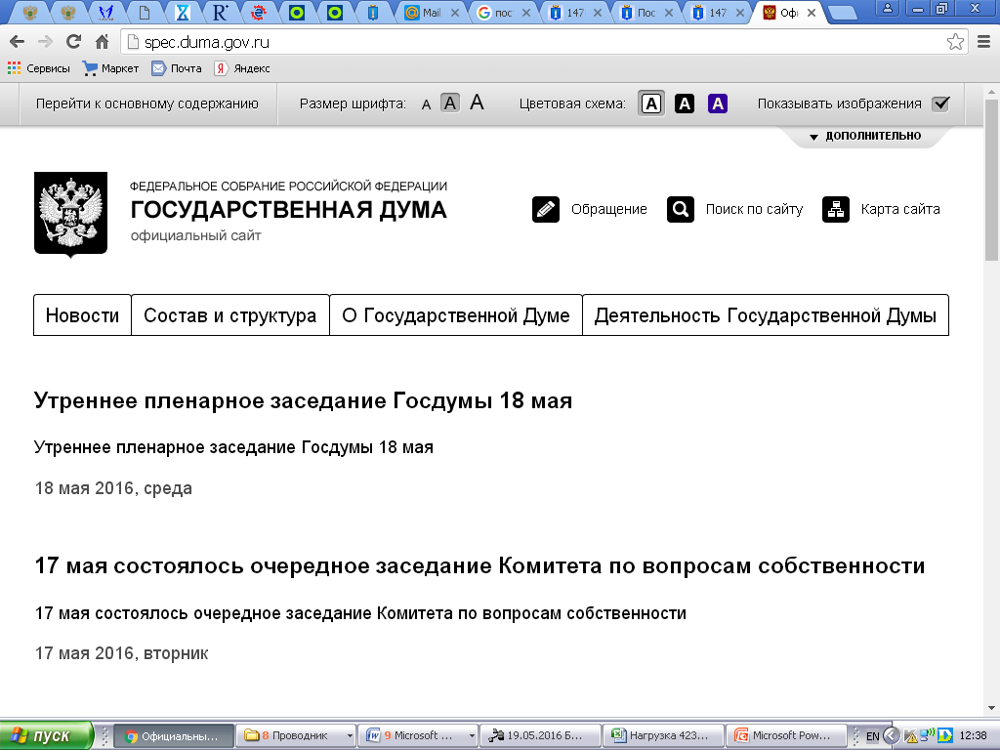 Mail
пос
147
Пос
147
Офи
spec.duma.gov.ru
Сервисы Маркет Почта Я Яндекс
Перейти к основному содержанию Размер шрифта: A A A Цветовая схема: A A A Показывать изображения
ДОПОЛНИТЕЛЬНО
ФЕДЕРАЛЬНОЕ СОБРАНИЕ РОССИЙСКОЙ ФЕДЕРАЦИИ
ГОСУДАРСТВЕННАЯ ДУМА
официальный сайт
Обращение Поиск по сайту Карта сайта
Новости Состав и структура О Государственной Думе Деятельность Государственной Думы
Утреннее пленарное заседание Госдумы 18 мая
Утреннее пленарное заседание Госдумы 18 мая
18 мая 2016, среда
17 мая состоялось очередное заседание Комитета по вопросам собственности
17 мая состоялось очередное заседание Комитета по вопросам собственности
17 мая 2016, вторник
пуск Официальны... 8 Проводник 9 Microsoft ... 19.05.2016 Б... Нагрузка 423... Microsoft Pow... EN 12:38